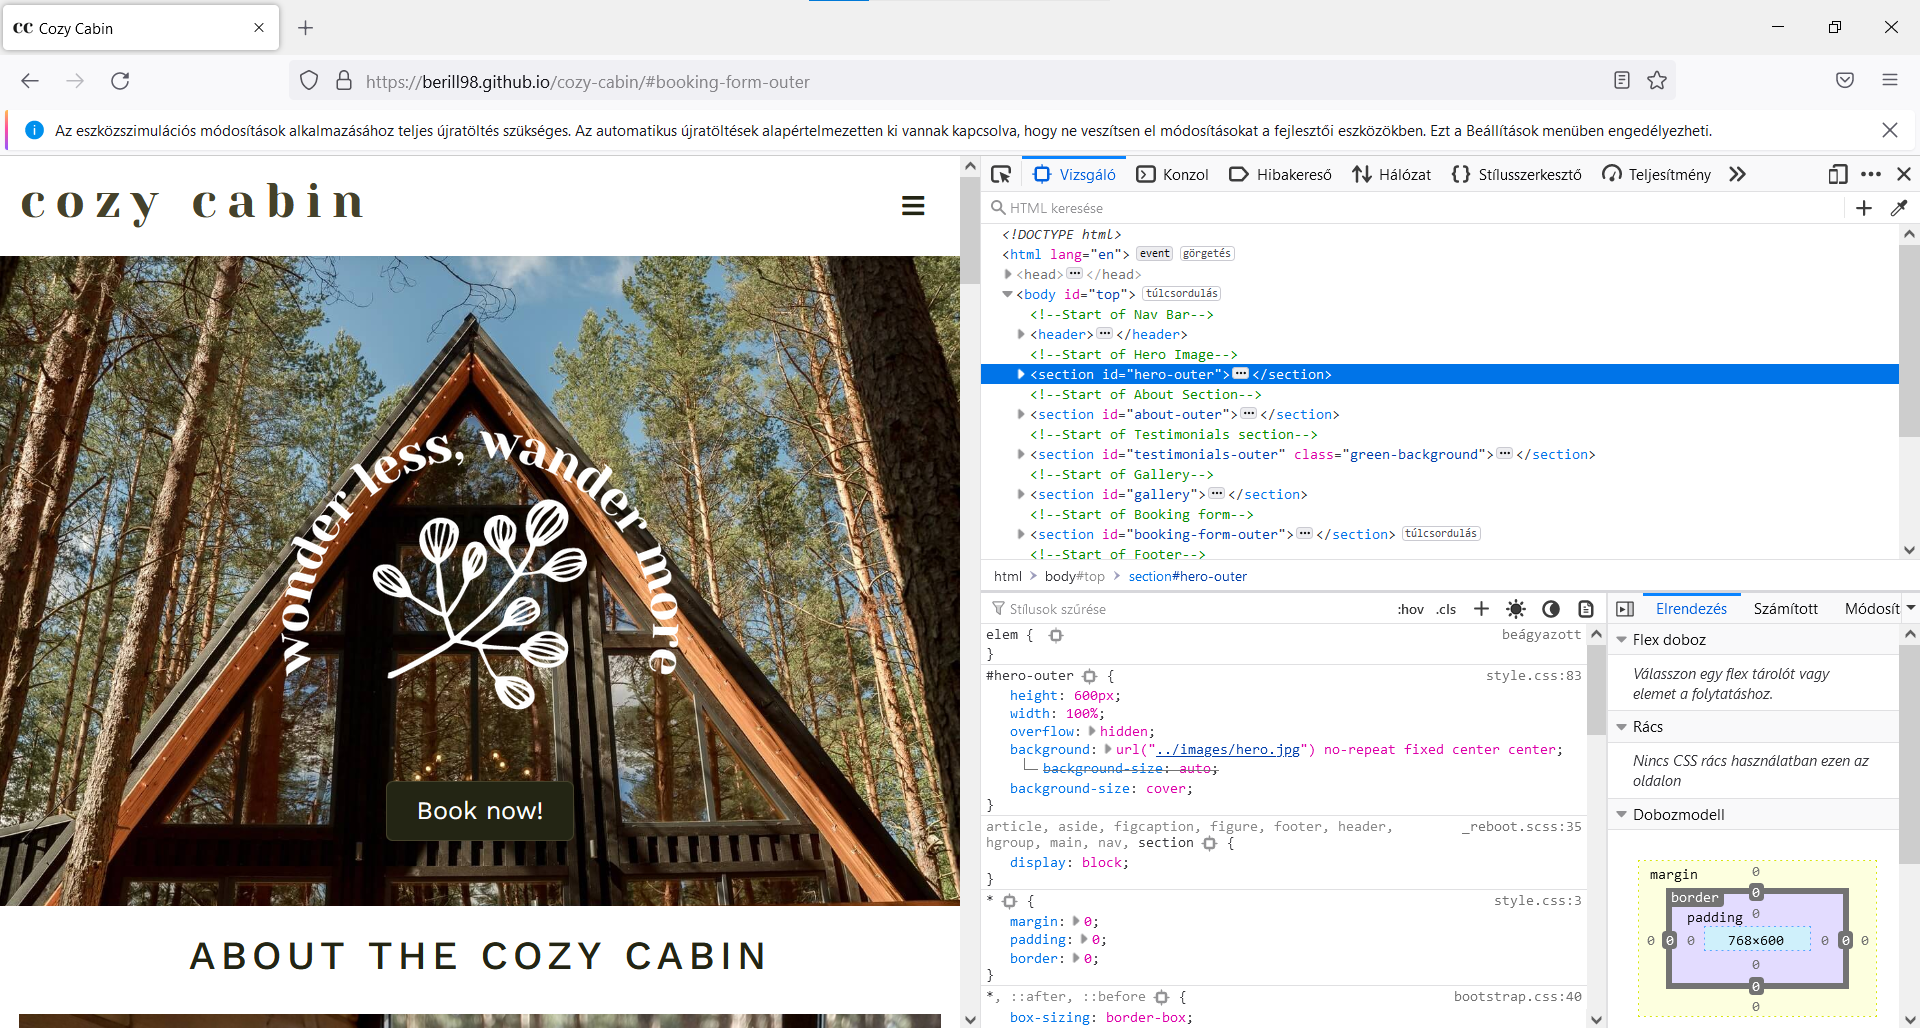 cc Cozy Cabin
https://berill98.github.io/cozy-cabin/#booking-form-outer
Az eszközszimulációs módosítások alkalmazásához teljes újratöltés szükséges. Az automatikus újratöltések alapértelmezetten ki vannak kapcsolva, hogy ne veszítsen el módosításokat a fejlesztői eszközökben. Ezt a Beállítások menüben engedélyezheti.
cozy cabin
wonder less, wander more
Book now!
ABOUT THE COZY CABIN
Vizsgáló Konzol Hibakereső Hálózat Stílusszerkesztő Teljesítmény
HTML keresése
<!DOCTYPE html>
<html lang="en"> event görgetés
<head> ··· </head>
<body id="top"> túlcsordulás
<!--Start of Nav Bar-->
<header> ··· </header>
<!--Start of Hero Image-->
<section id="hero-outer"> ··· </section>
<!--Start of About Section-->
<section id="about-outer"> ··· </section>
<!--Start of Testimonials section-->
<section id="testimonials-outer" class="green-background"> ··· </section>
<!--Start of Gallery-->
<section id="gallery"> ··· </section>
<!--Start of Booking form-->
<section id="booking-form-outer"> ··· </section> túlcsordulás
<!--Start of Footer-->
html > body#top > section#hero-outer
Stílusok szűrése :hov .cls
elem { beágyazott
}
#hero-outer { style.css:83
height: 600px;
width: 100%;
overflow: hidden;
background: url("../images/hero.jpg") no-repeat fixed center center;
background-size: auto;
background-size: cover;
}
article, aside, figcaption, figure, footer, header, _reboot.scss:35
hgroup, main, nav, section {
display: block;
}
* { style.css:3
margin: 0;
padding: 0;
border: 0;
}
*, ::after, ::before { bootstrap.css:40
box-sizing: border-box;
Elrendezés Számított Módosít
Flex doboz
Válasszon egy flex tárolót vagy
elemet a folytatáshoz.
Rács
Nincs CSS rács használatban ezen az
oldalon
Dobozmodell
margin 0
border 0
padding 0
0 0 0 768×600 0 0 0
0
0
0